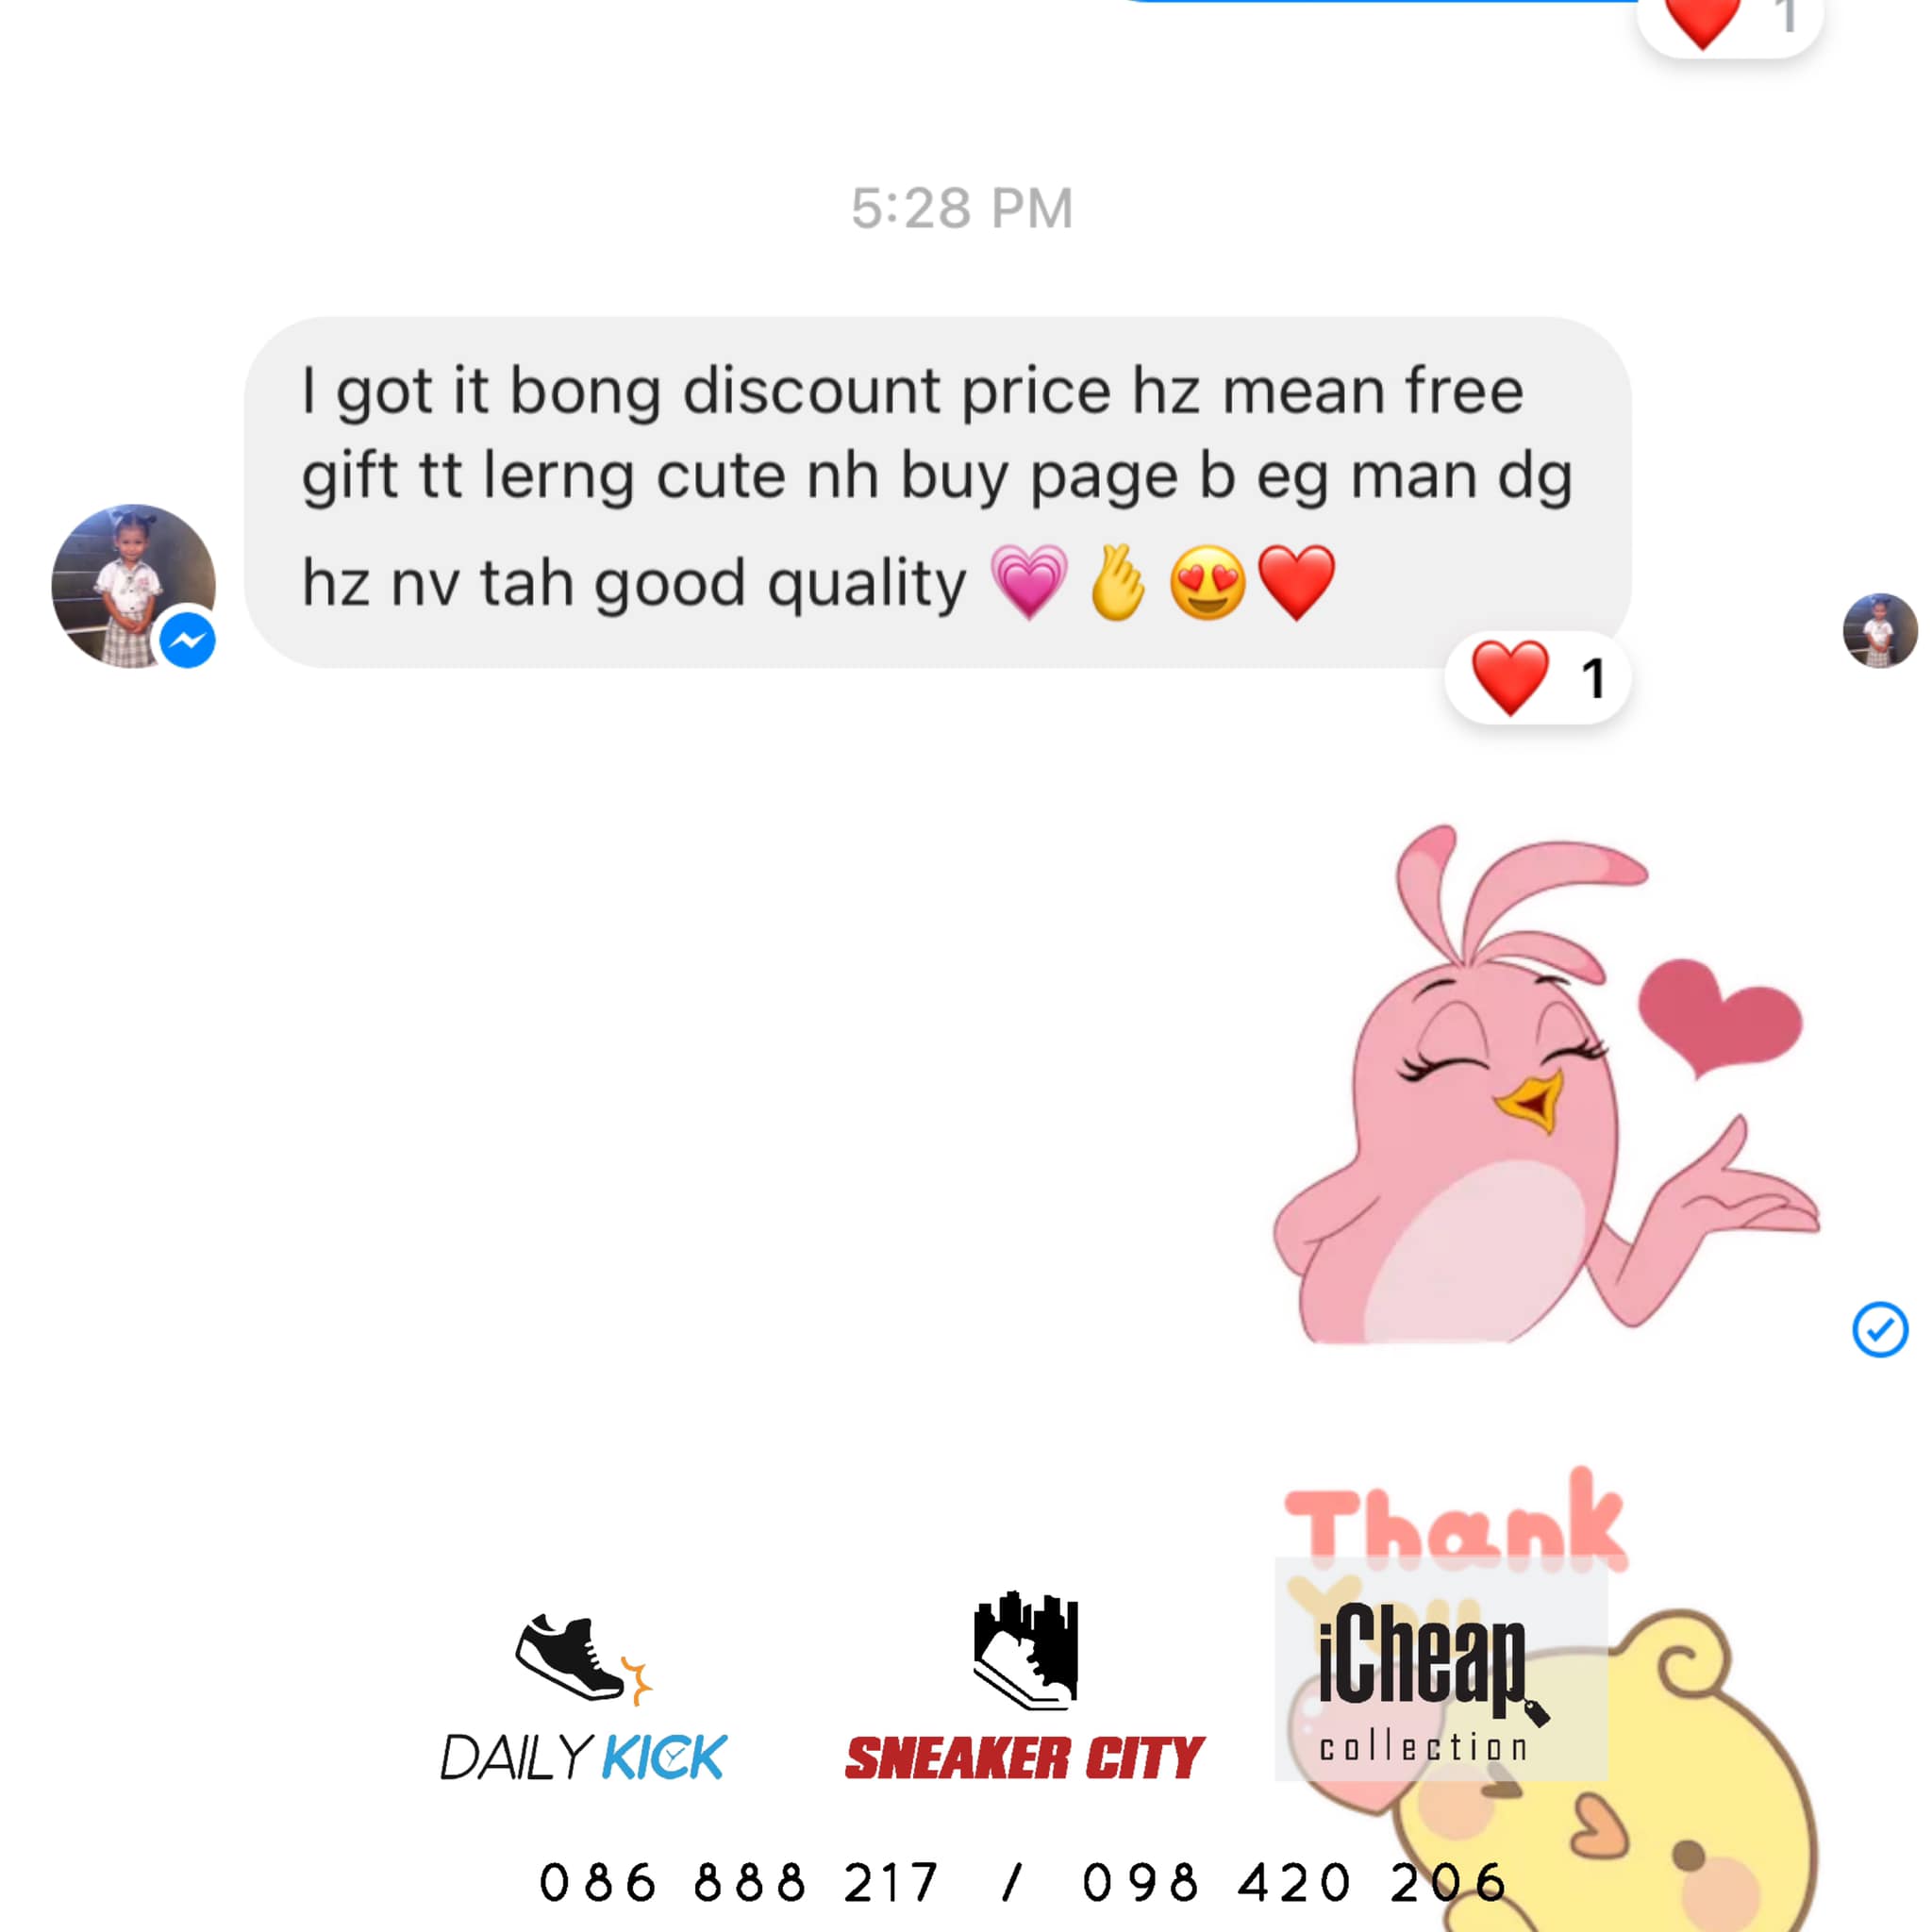 1
5:28 PM
I got it bong discount price hz mean free
gift tt lerng cute nh buy page b eg man dg
hz nv tah good quality 💗🫰😍❤️
❤️ 1
Thank
You
iCheap
collection
DAILY KICK
SNEAKER CITY
086 888 217 / 098 420 206